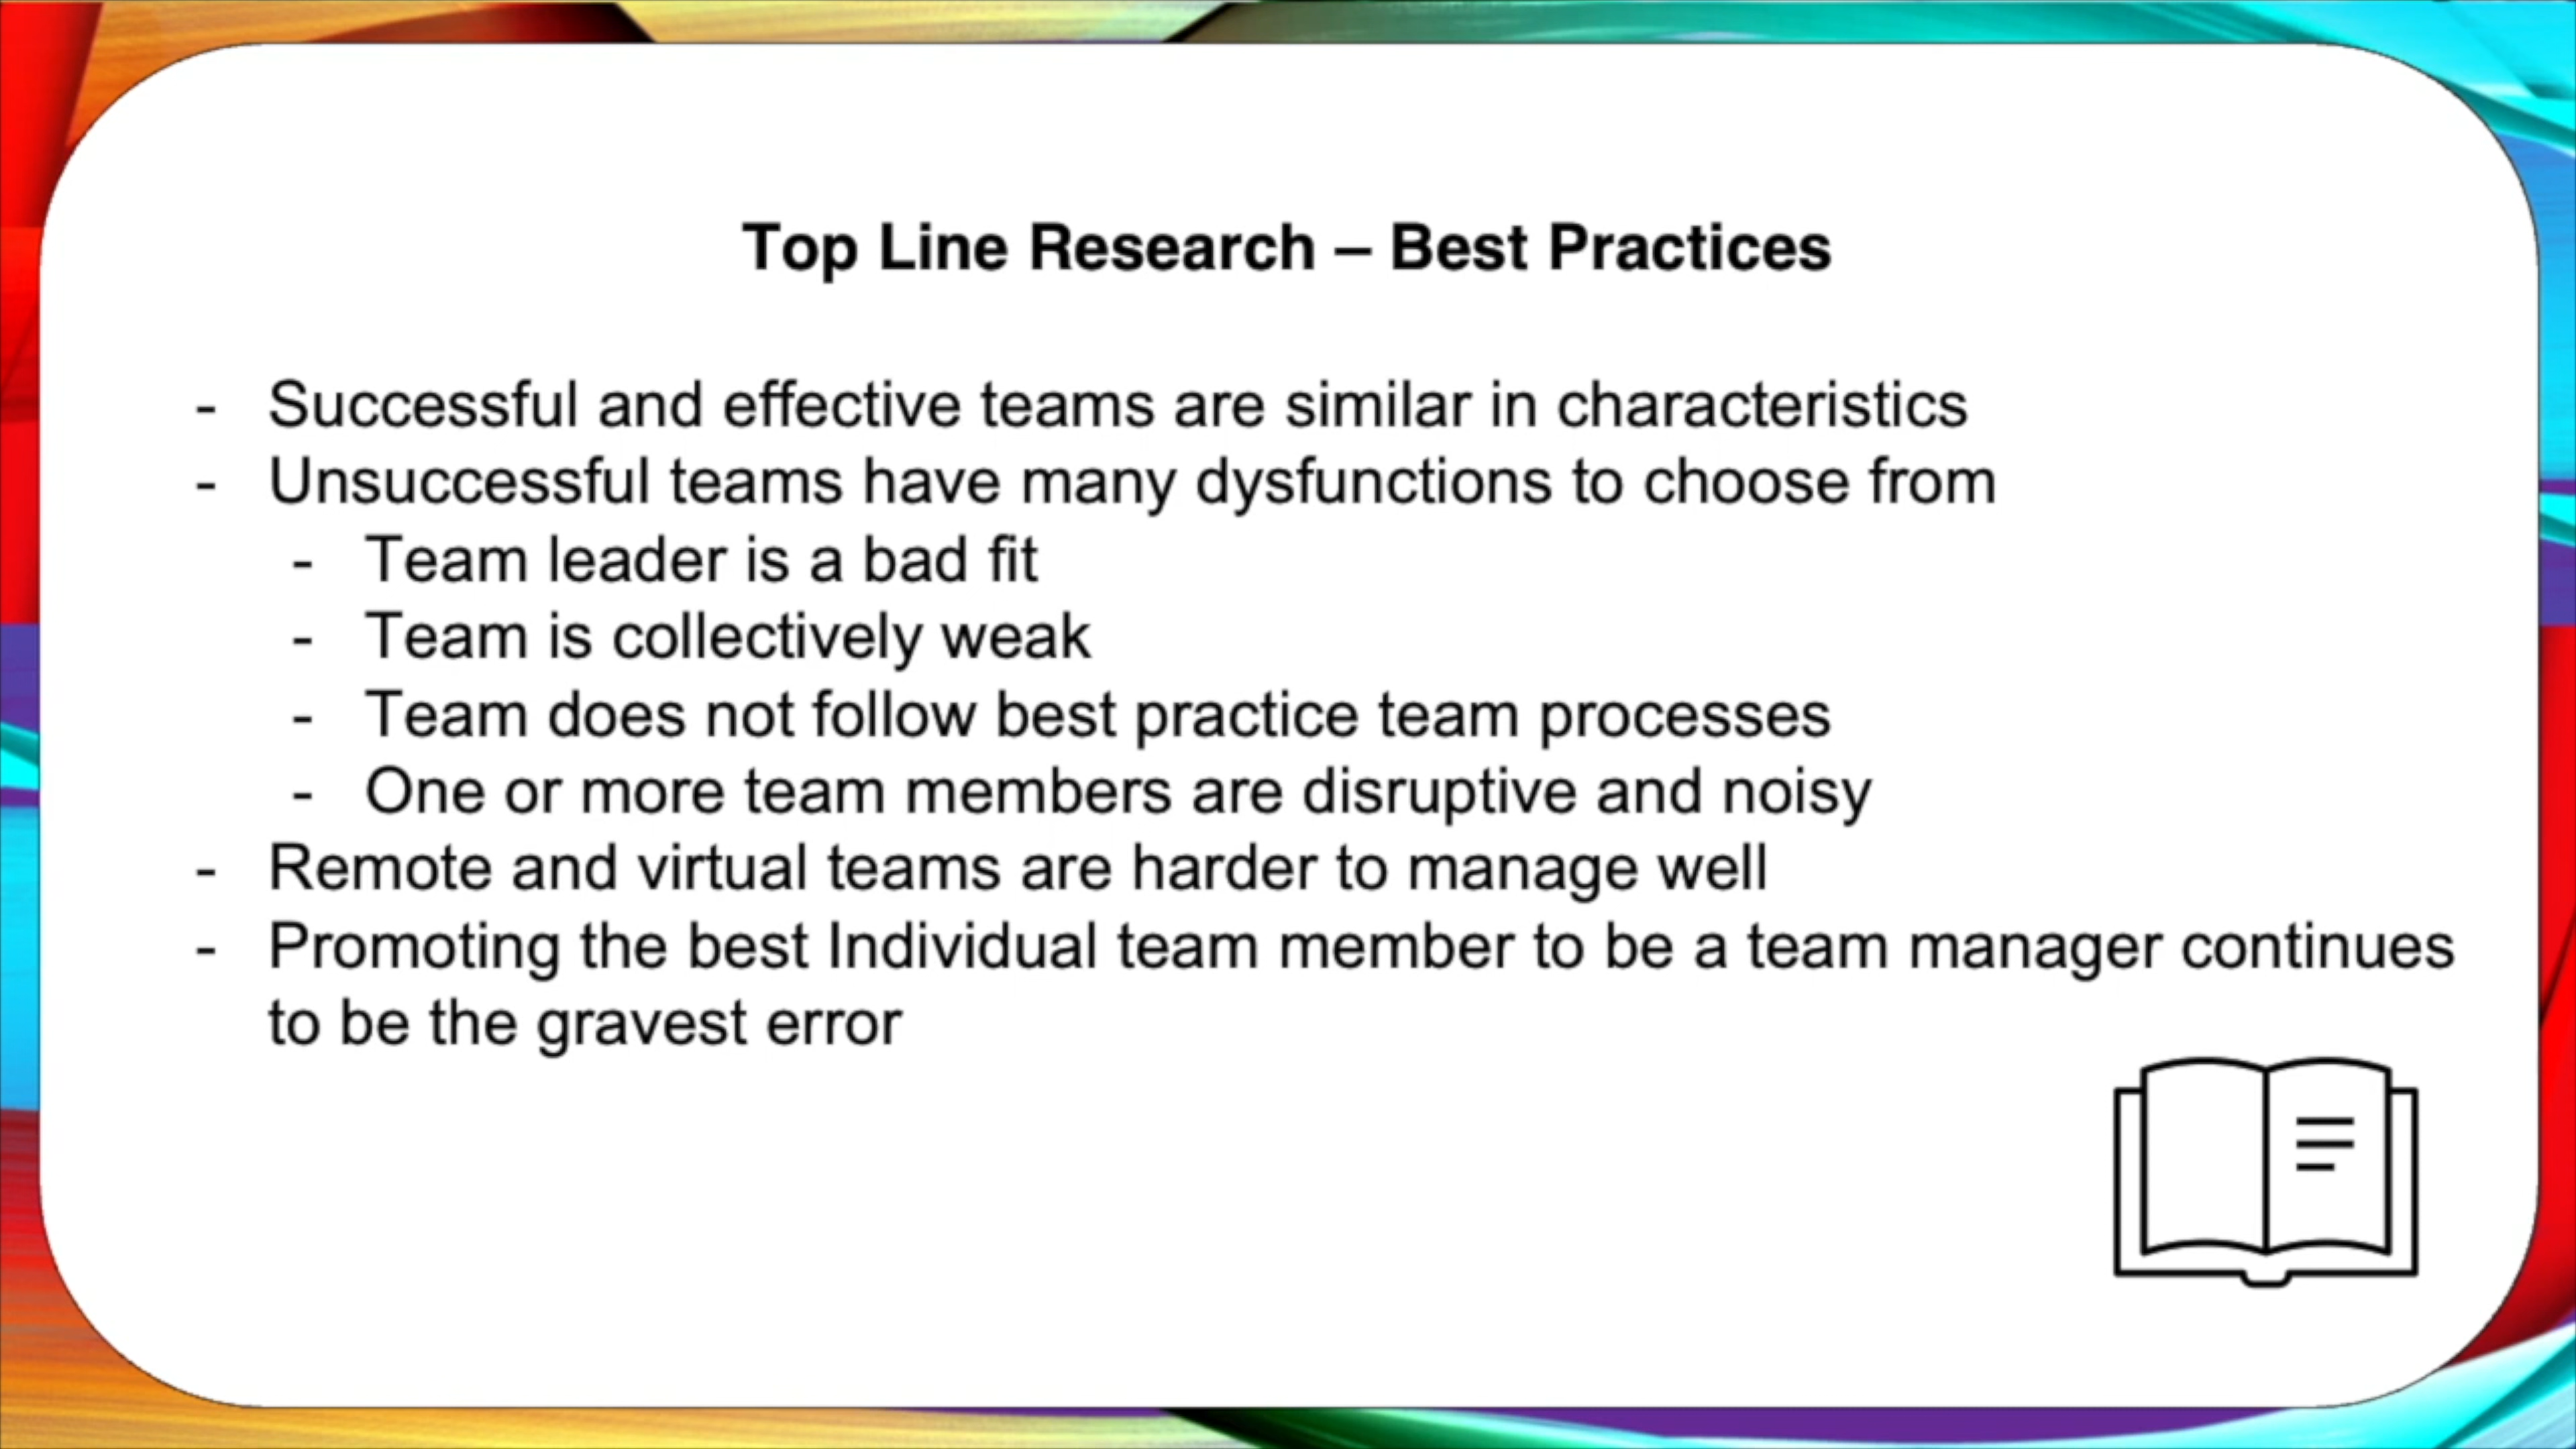 Top Line Research – Best Practices
- Successful and effective teams are similar in characteristics
- Unsuccessful teams have many dysfunctions to choose from
- Team leader is a bad fit
- Team is collectively weak
- Team does not follow best practice team processes
- One or more team members are disruptive and noisy
- Remote and virtual teams are harder to manage well
- Promoting the best Individual team member to be a team manager continues
to be the gravest error